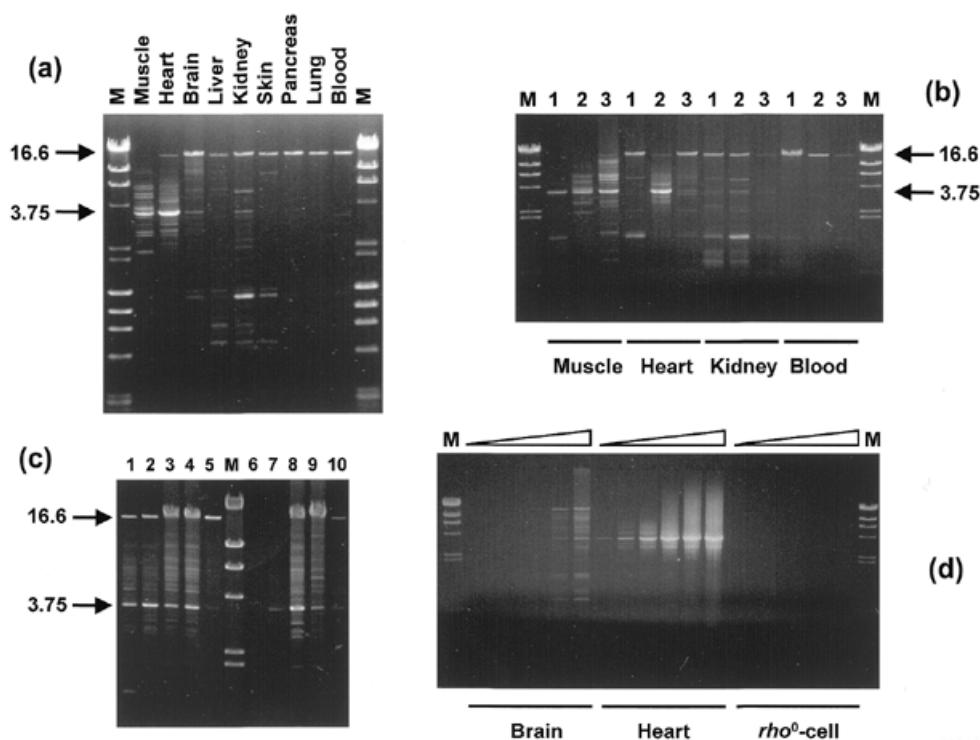 (a)
M Muscle Heart Brain Liver Kidney Skin Pancreas Lung Blood M
16.6
3.75
(b)
M 1 2 3 1 2 3 1 2 3 1 2 3 M
16.6
3.75
Muscle Heart Kidney Blood
(c)
1 2 3 4 5 M 6 7 8 9 10
16.6
3.75
(d)
M M
Brain Heart rho⁰-cell